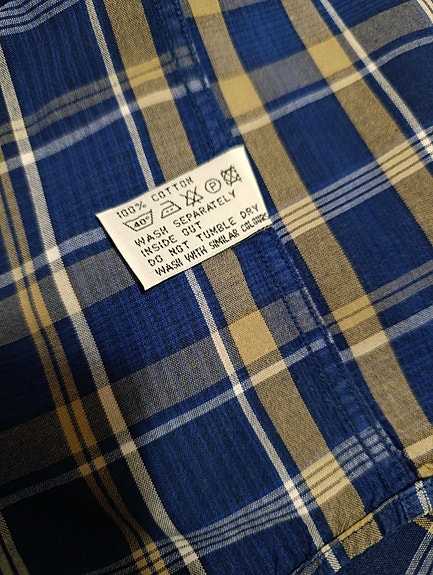 100% COTTON
40° P
WASH SEPARATELY
INSIDE OUT
DO NOT TUMBLE DRY
WASH WITH SIMILAR COLOURS